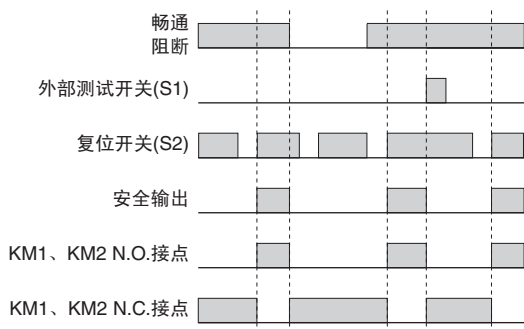 畅通
阻断
外部测试开关(S1)
复位开关(S2)
安全输出
KM1、KM2 N.O.接点
KM1、KM2 N.C.接点